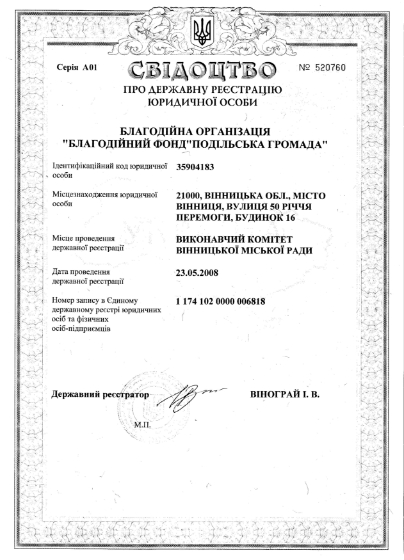 Серія А01
СВІДОЦТВО
№ 520760
ПРО ДЕРЖАВНУ РЕЄСТРАЦІЮ
ЮРИДИЧНОЇ ОСОБИ
БЛАГОДІЙНА ОРГАНІЗАЦІЯ
"БЛАГОДІЙНИЙ ФОНД"ПОДІЛЬСЬКА ГРОМАДА"
Ідентифікаційний код юридичної особи
35904183
Місцезнаходження юридичної
особи
21000, ВІННИЦЬКА ОБЛ., МІСТО
ВІННИЦЯ, ВУЛИЦЯ 50 РІЧЧЯ
ПЕРЕМОГИ, БУДИНОК 16
Місце проведення
державної реєстрації
ВИКОНАВЧИЙ КОМІТЕТ
ВІННИЦЬКОЇ МІСЬКОЇ РАДИ
Дата проведення
державної реєстрації
23.05.2008
Номер запису в Єдиному
державному реєстрі юридичних
осіб та фізичних
осіб-підприємців
1 174 102 0000 006818
Державний реєстратор
ВІНОГРАЙ І. В.
М.П.